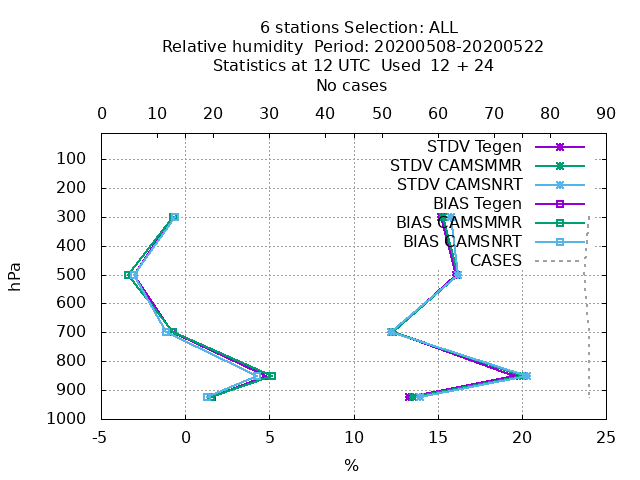 6 stations Selection: ALL
Relative humidity  Period: 20200508-20200522
Statistics at 12 UTC  Used  12 + 24
No cases
0 10 20 30 40 50 60 70 80 90
STDV Tegen
STDV CAMSMMR
STDV CAMSNRT
BIAS Tegen
BIAS CAMSMMR
BIAS CAMSNRT
CASES
100
200
300
400
500
600
700
800
900
1000
hPa
-5 0 5 10 15 20 25
%